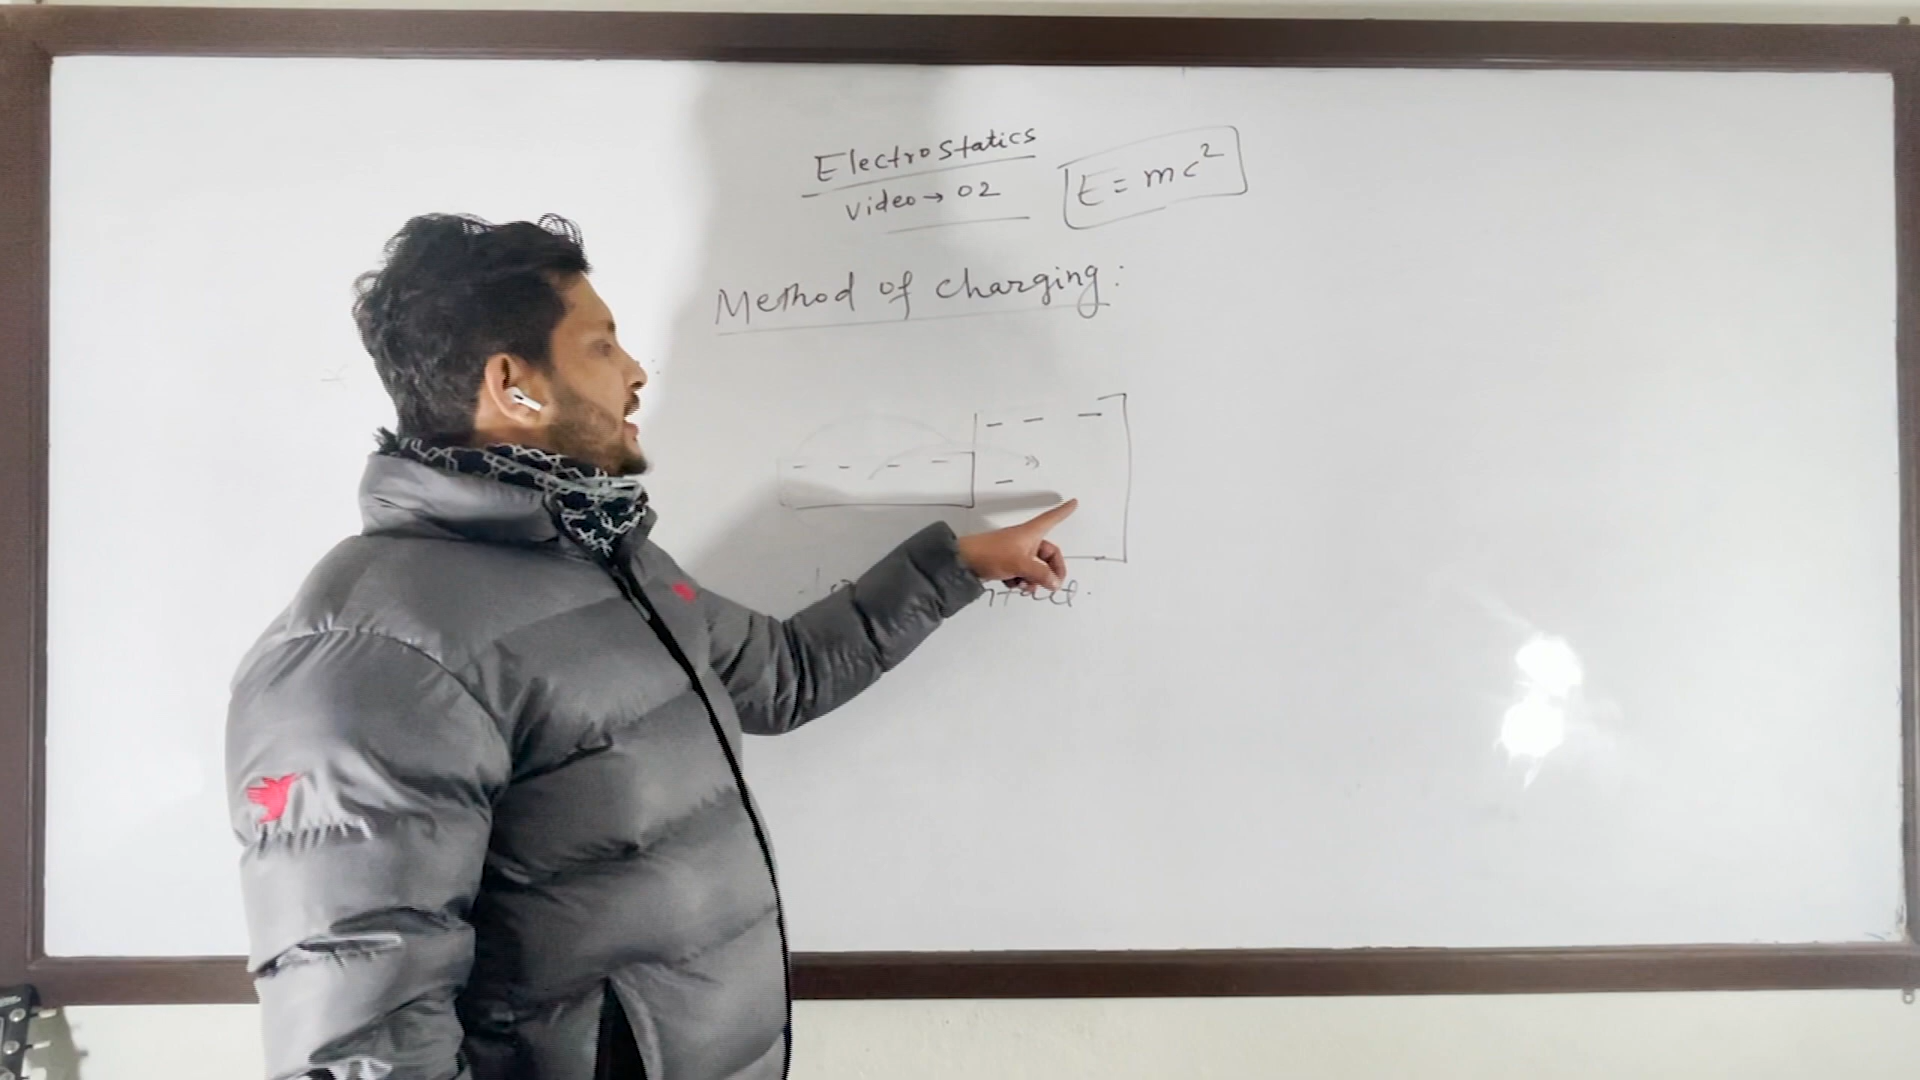 Electrostatics
Video → 02
E = mc²
Method of charging: